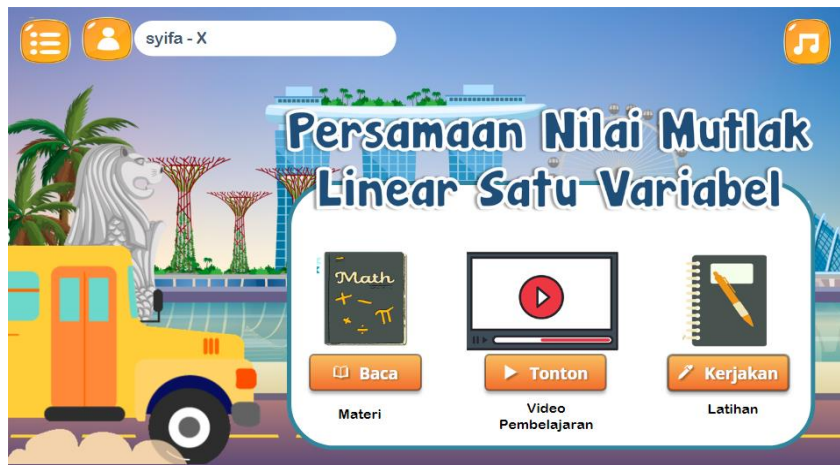 syifa - X
Persamaan Nilai Mutlak
Linear Satu Variabel
Math
Baca
Tonton
Kerjakan
Materi
Video
Pembelajaran
Latihan